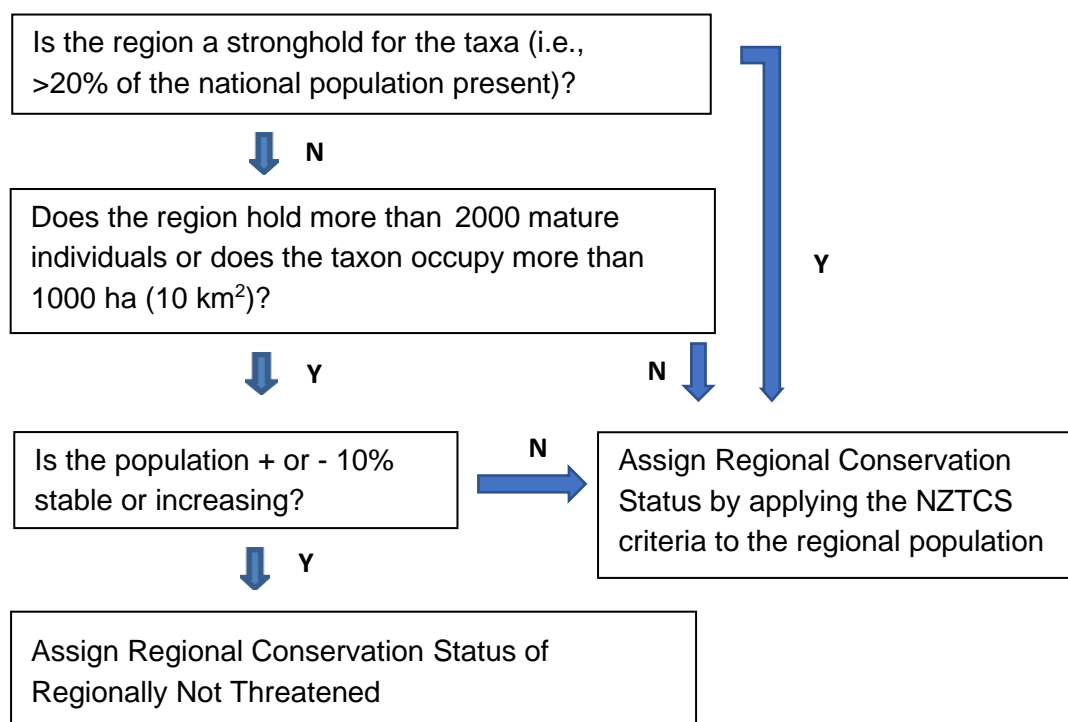 Is the region a stronghold for the taxa (i.e.,
>20% of the national population present)?
N
Does the region hold more than 2000 mature
individuals or does the taxon occupy more than
1000 ha (10 km²)?
Y
Y
N
Is the population + or - 10%
stable or increasing?
N
Assign Regional Conservation
Status by applying the NZTCS
criteria to the regional population
Y
Assign Regional Conservation Status of
Regionally Not Threatened